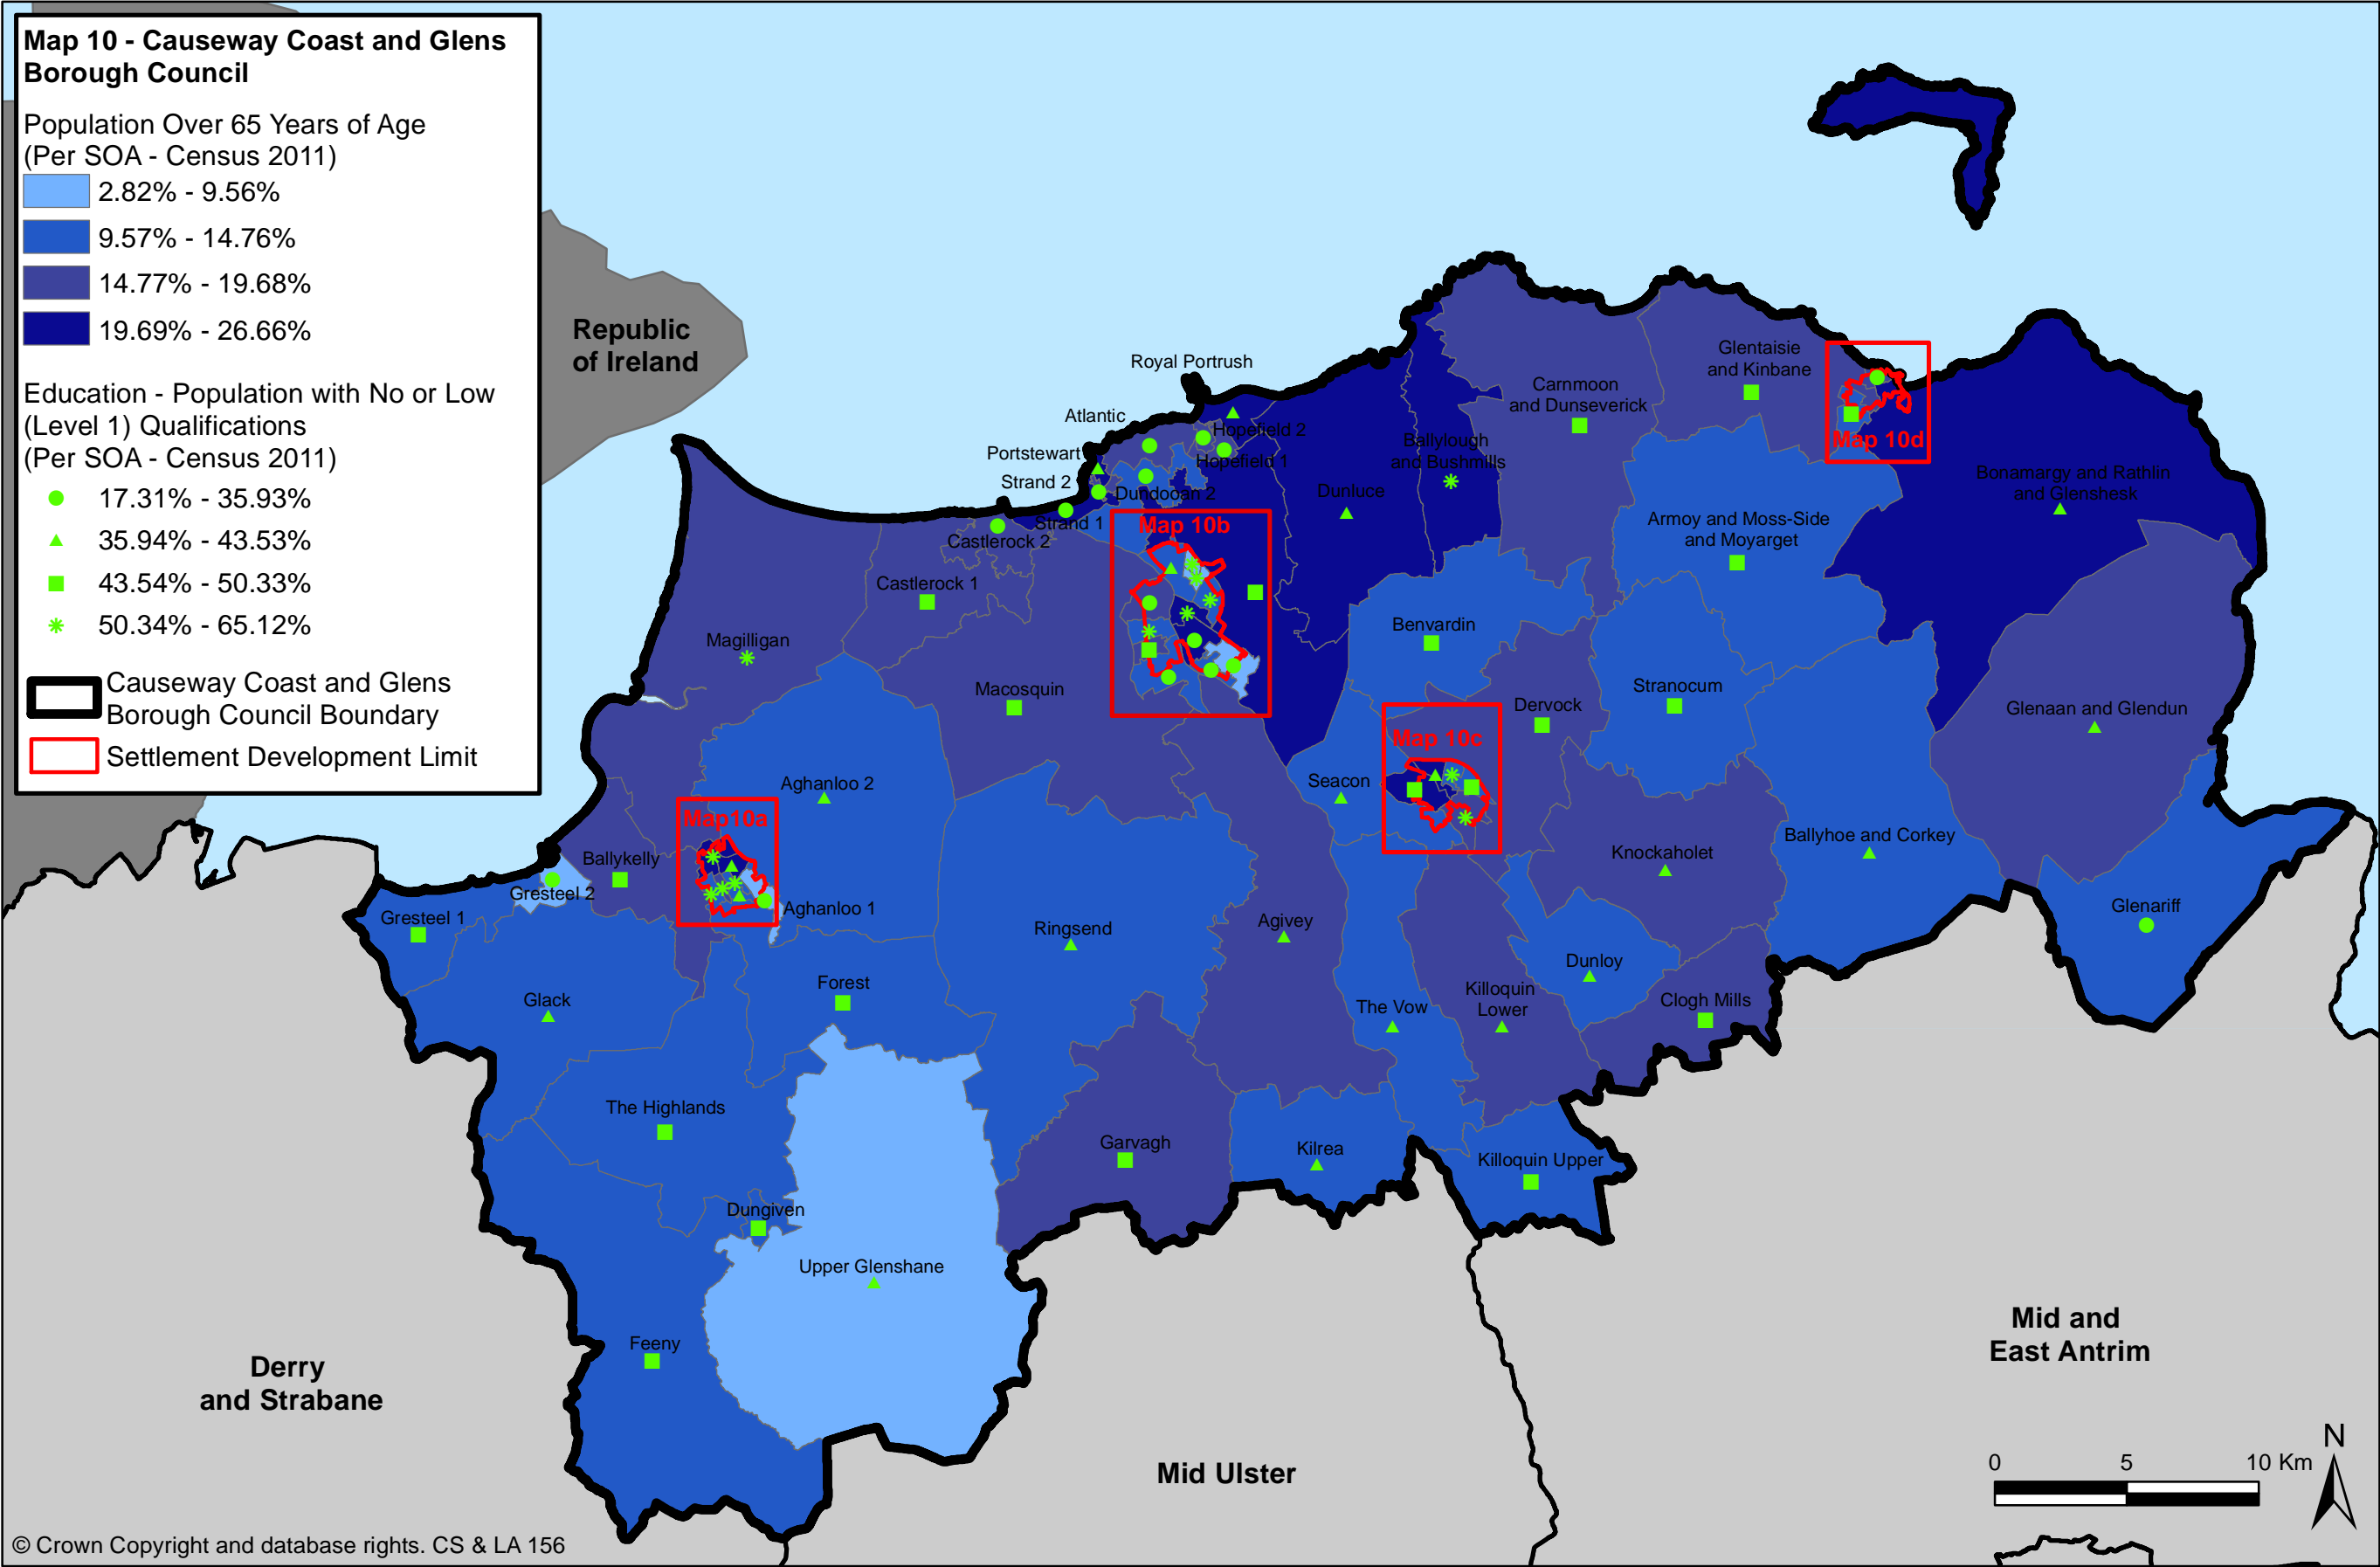 Map 10 - Causeway Coast and Glens
Borough Council
Population Over 65 Years of Age
(Per SOA - Census 2011)
2.82% - 9.56%
9.57% - 14.76%
14.77% - 19.68%
19.69% - 26.66%
Education - Population with No or Low
(Level 1) Qualifications
(Per SOA - Census 2011)
17.31% - 35.93%
35.94% - 43.53%
43.54% - 50.33%
50.34% - 65.12%
Causeway Coast and Glens
Borough Council Boundary
Settlement Development Limit
Republic
of Ireland
Royal Portrush
Atlantic
Portstewart
Strand 2
Strand 1
Hopefield 2
Hopefield 1
Dundooan 2
Castlerock 2
Castlerock 1
Map 10b
Dunluce
Ballylough
and Bushmills
Carnmoon
and Dunseverick
Glentaisie
and Kinbane
Map 10d
Bonamargy and Rathlin
and Glenshesk
Armoy and Moss-Side
and Moyarget
Magilligan
Macosquin
Benvardin
Dervock
Stranocum
Glenaan and Glendun
Map 10c
Seacon
Aghanloo 2
Map10a
Ballykelly
Gresteel 2
Gresteel 1
Aghanloo 1
Knockaholet
Ballyhoe and Corkey
Glenariff
Ringsend
Agivey
Dunloy
Glack
Forest
The Vow
Killoquin
Lower
Clogh Mills
The Highlands
Garvagh
Kilrea
Killoquin Upper
Dungiven
Upper Glenshane
Feeny
Derry
and Strabane
Mid Ulster
Mid and
East Antrim
0 5 10 Km
N
© Crown Copyright and database rights. CS & LA 156